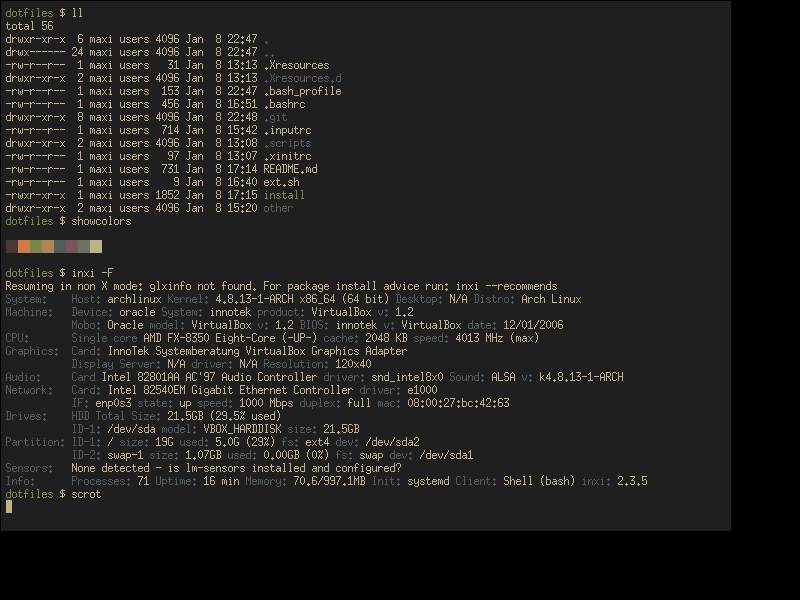 dotfiles $ ll
total 56
drwxr-xr-x  6 maxi users 4096 Jan  8 22:47 .
drwx------ 24 maxi users 4096 Jan  8 22:47 ..
-rw-r--r--  1 maxi users   31 Jan  8 13:13 .Xresources
drwxr-xr-x  2 maxi users 4096 Jan  8 13:13 .Xresources.d
-rw-r--r--  1 maxi users  153 Jan  8 22:47 .bash_profile
-rw-r--r--  1 maxi users  456 Jan  8 16:51 .bashrc
drwxr-xr-x  8 maxi users 4096 Jan  8 22:48 .git
-rw-r--r--  1 maxi users  714 Jan  8 15:42 .inputrc
drwxr-xr-x  2 maxi users 4096 Jan  8 13:08 .scripts
-rw-r--r--  1 maxi users   97 Jan  8 13:07 .xinitrc
-rw-r--r--  1 maxi users  731 Jan  8 17:14 README.md
-rw-r--r--  1 maxi users    9 Jan  8 16:40 ext.sh
-rwxr-xr-x  1 maxi users 1852 Jan  8 17:15 install
drwxr-xr-x  2 maxi users 4096 Jan  8 15:20 other
dotfiles $ showcolors
dotfiles $ inxi -F
Resuming in non X mode: glxinfo not found. For package install advice run: inxi --recommends
System:    Host: archlinux Kernel: 4.8.13-1-ARCH x86_64 (64 bit) Desktop: N/A Distro: Arch Linux
Machine:   Device: oracle System: innotek product: VirtualBox v: 1.2
           Mobo: Oracle model: VirtualBox v: 1.2 BIOS: innotek v: VirtualBox date: 12/01/2006
CPU:       Single core AMD FX-8350 Eight-Core (-UP-) cache: 2048 KB speed: 4013 MHz (max)
Graphics:  Card: InnoTek Systemberatung VirtualBox Graphics Adapter
           Display Server: N/A driver: N/A Resolution: 120x40
Audio:     Card Intel 82801AA AC'97 Audio Controller driver: snd_intel8x0 Sound: ALSA v: k4.8.13-1-ARCH
Network:   Card: Intel 82540EM Gigabit Ethernet Controller driver: e1000
           IF: enp0s3 state: up speed: 1000 Mbps duplex: full mac: 08:00:27:bc:42:63
Drives:    HDD Total Size: 21.5GB (29.5% used)
           ID-1: /dev/sda model: VBOX_HARDDISK size: 21.5GB
Partition: ID-1: / size: 19G used: 5.0G (29%) fs: ext4 dev: /dev/sda2
           ID-2: swap-1 size: 1.07GB used: 0.00GB (0%) fs: swap dev: /dev/sda1
Sensors:   None detected - is lm-sensors installed and configured?
Info:      Processes: 71 Uptime: 16 min Memory: 70.6/997.1MB Init: systemd Client: Shell (bash) inxi: 2.3.5
dotfiles $ scrot